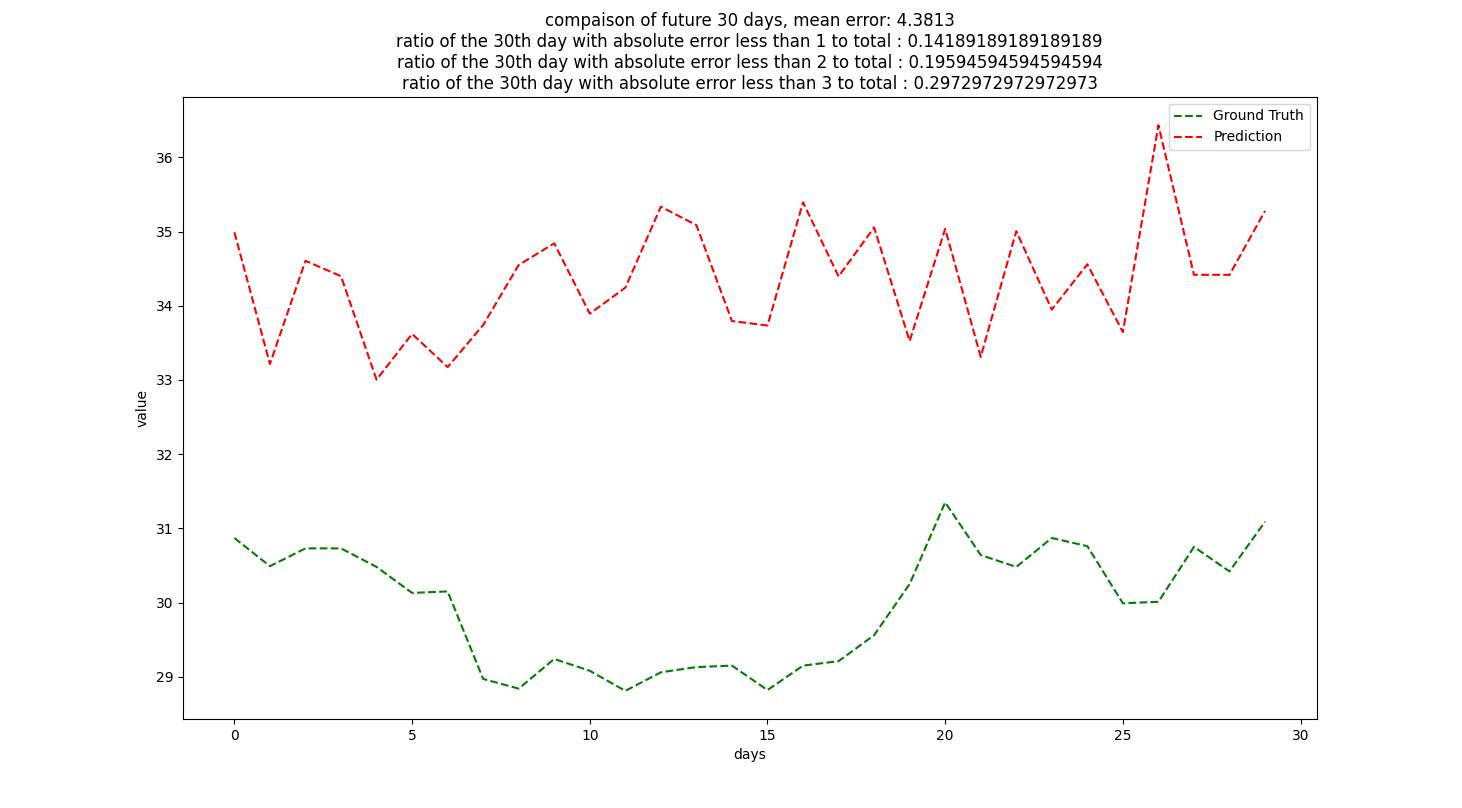 compaison of future 30 days, mean error: 4.3813
ratio of the 30th day with absolute error less than 1 to total : 0.14189189189189189
ratio of the 30th day with absolute error less than 2 to total : 0.19594594594594594
ratio of the 30th day with absolute error less than 3 to total : 0.2972972972972973
Ground Truth
Prediction
36
35
34
33
32
31
30
29
value
0 5 10 15 20 25 30
days